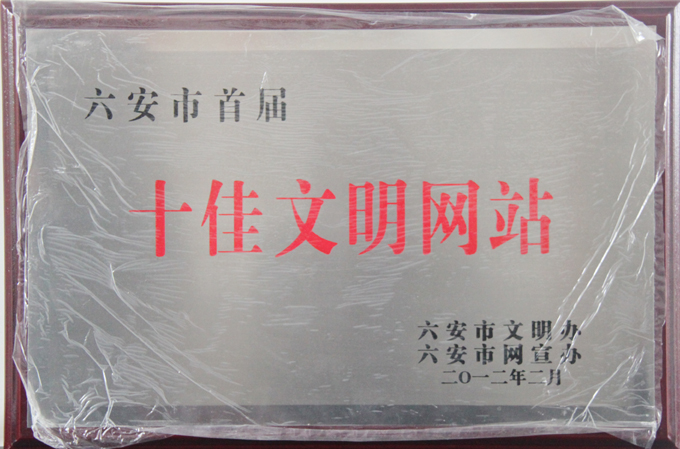 六安市首届
十佳文明网站
六安市文明办
六安市网宣办
二〇一二年二月